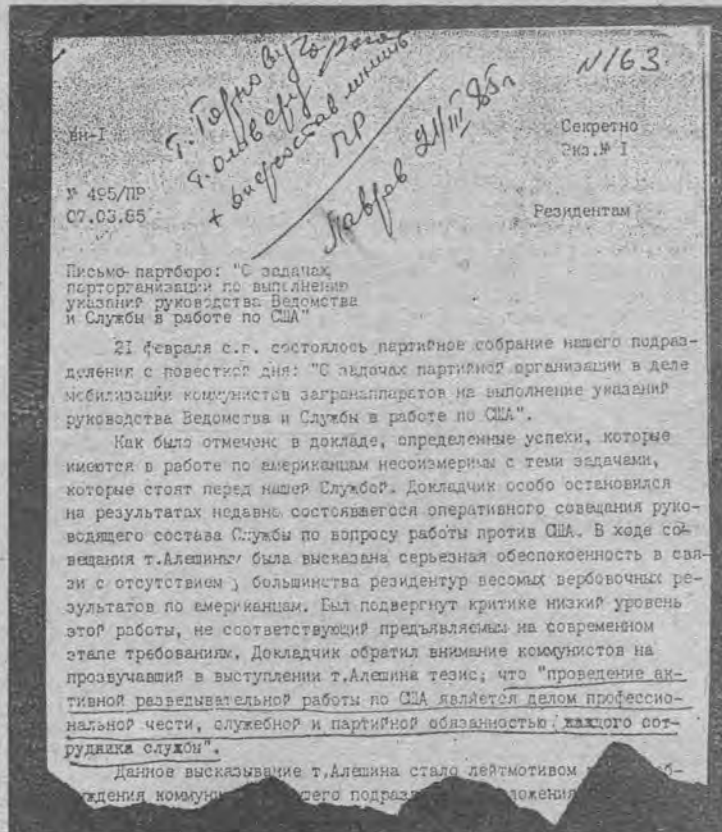 N163
Т. Горновугорова
т. Оливеру
+ оперсостав линии
ПР
Лавров 21/III 85г
вн-I
Секретно
Экз.№ I
№ 495/ПР
07.03.85
Резидентам
Письмо партбюро: "О задачах
парторганизации по выполнению
указаний руководства Ведомства
и Службы в работе по США"
21 февраля с.г. состоялось партийное собрание нашего подраз-
деления с повесткой дня: "О задачах партийной организации в деле
мобилизации коммунистов загранаппаратов на выполнение указаний
руководства Ведомства и Службы в работе по США".
Как было отмечено в докладе, определенные успехи, которые
имеются в работе по американцам несоизмеримы с теми задачами,
которые стоят перед нашей Службой. Докладчик особо остановился
на результатах недавно состоявшегося оперативного совещания руко-
водящего состава Службы по вопросу работы против США. В ходе со-
вещания т.Алешиным была высказана серьезная обеспокоенность в свя-
зи с отсутствием у большинства резидентур весомых вербовочных ре-
зультатов по американцам. Был подвергнут критике низкий уровень
этой работы, не соответствующий предъявляемым на современном
этапе требованиям. Докладчик обратил внимание коммунистов на
прозвучавший в выступлении т.Алешина тезис, что "проведение ак-
тивной разведывательной работы по США является делом профессио-
нальной чести, служебной и партийной обязанностью каждого сот-
рудника службы".
Данное высказывание т.Алешина стало лейтмотивом